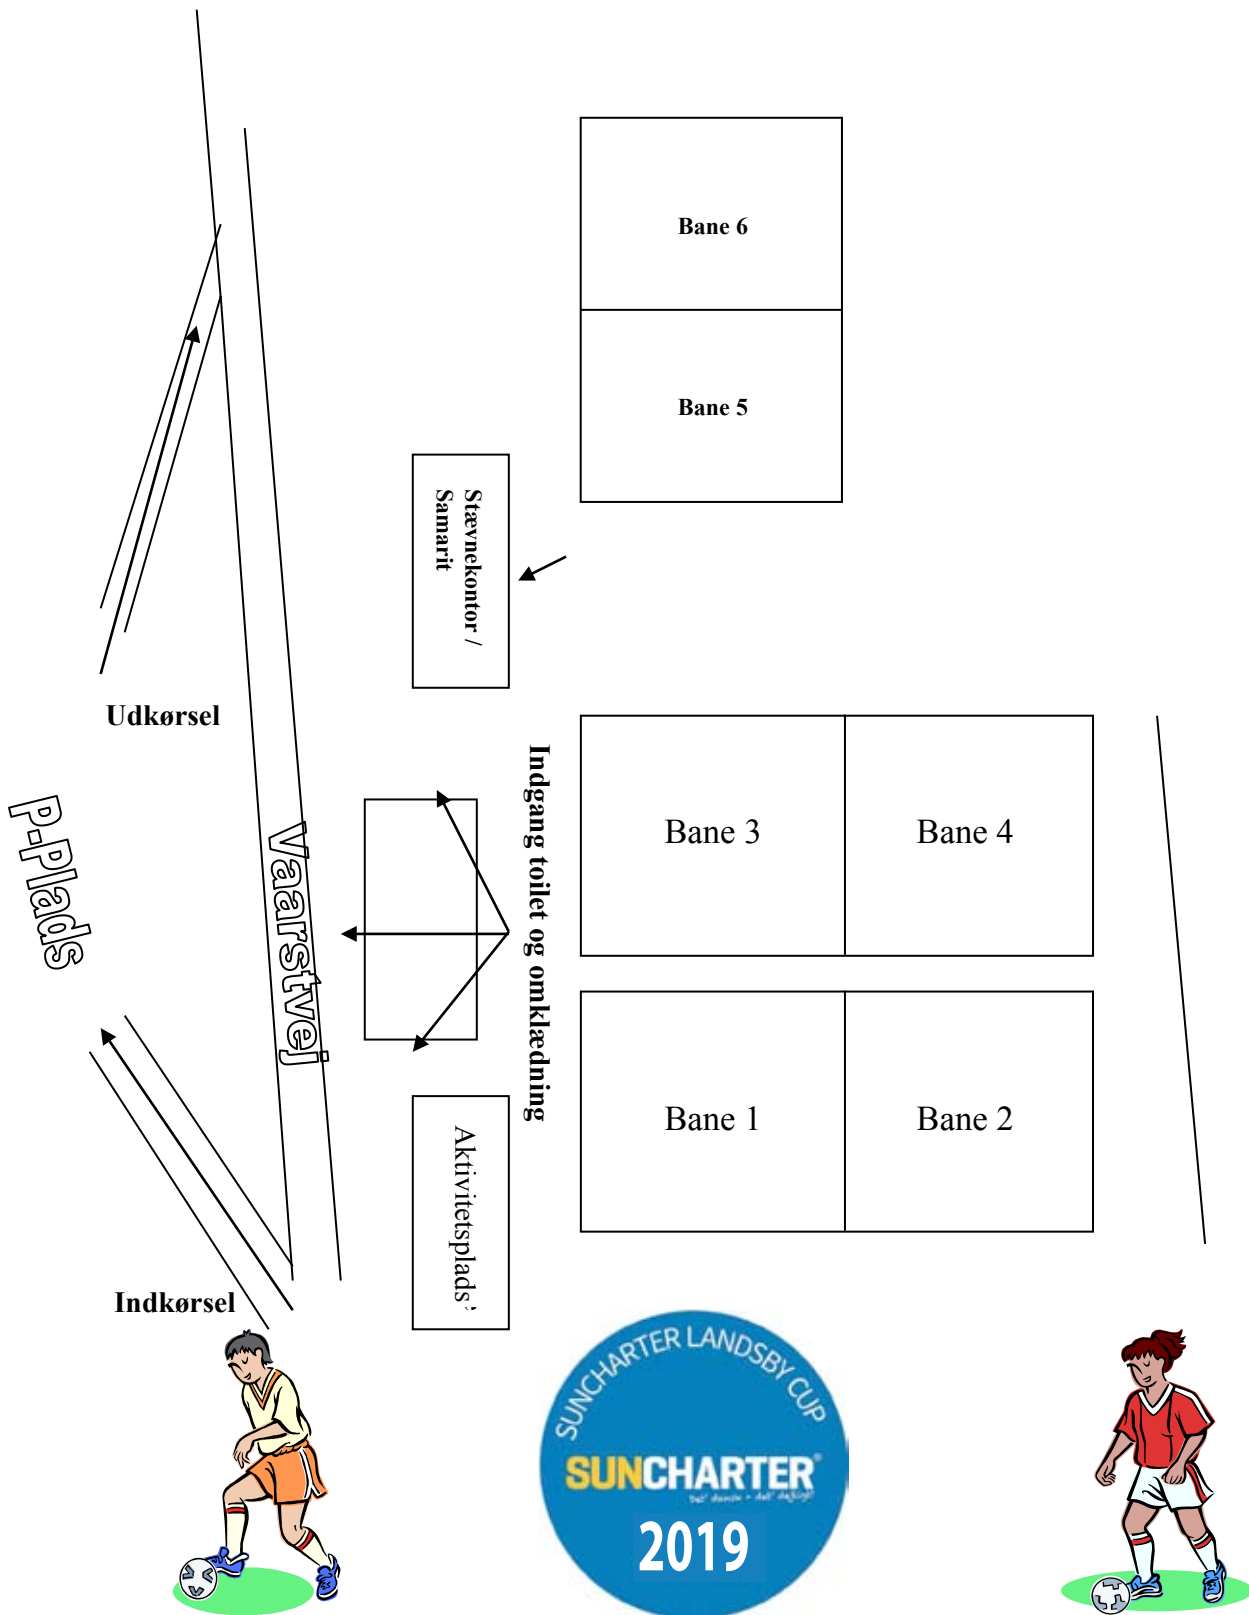 Bane 6
Bane 5
Stævnekontor /
Samarit
Udkørsel
P-Plads
Vaarstvej
Indgang toilet og omklædning
Bane 3
Bane 4
Bane 1
Bane 2
Aktivitetsplads
Indkørsel
SUNCHARTER LANDSBY CUP
SUNCHARTER®
2019